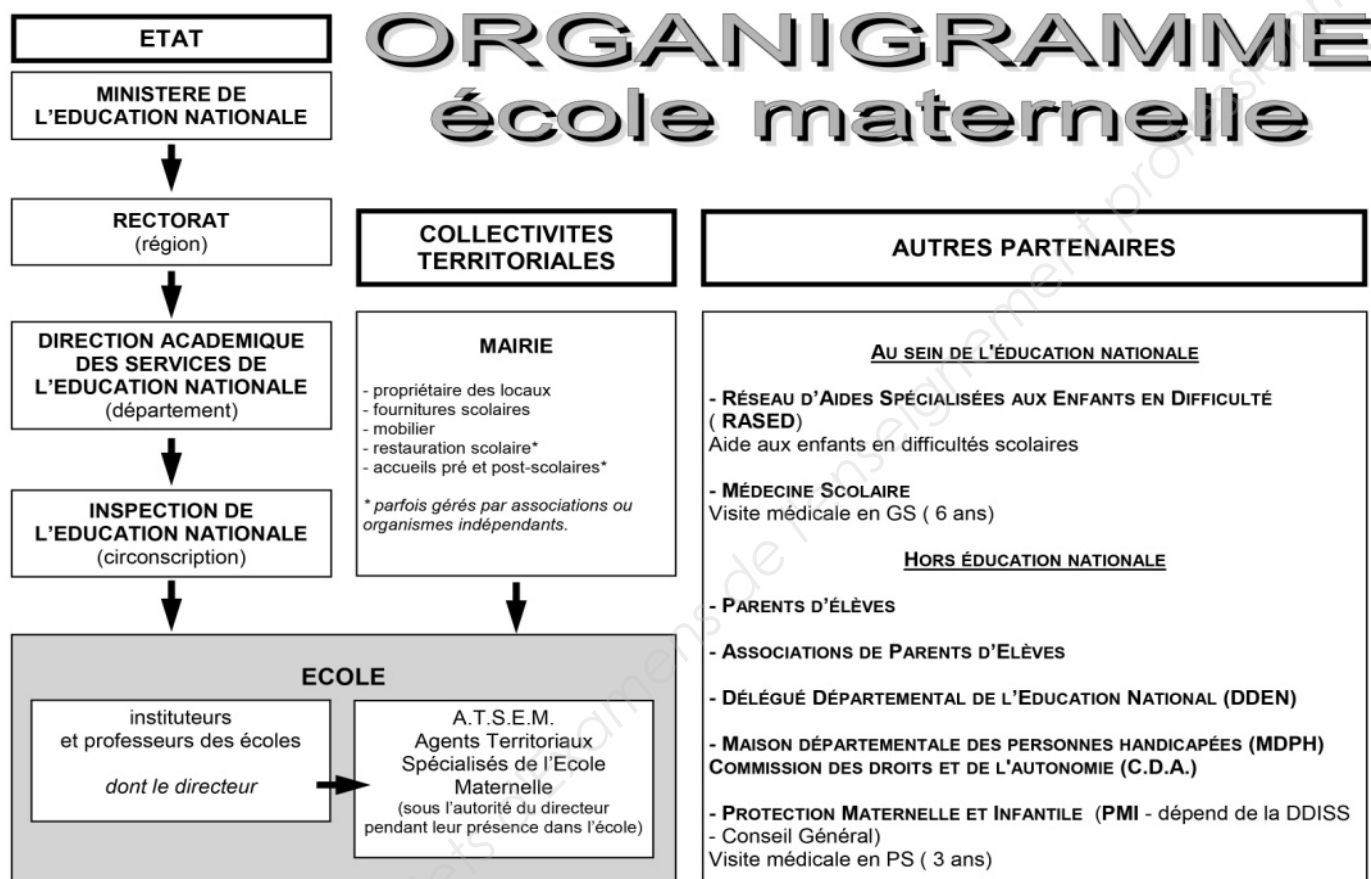 ORGANIGRAMME
école maternelle
ETAT
MINISTERE DE
L'EDUCATION NATIONALE
RECTORAT
(région)
DIRECTION ACADEMIQUE
DES SERVICES DE
L'EDUCATION NATIONALE
(département)
INSPECTION DE
L'EDUCATION NATIONALE
(circonscription)
COLLECTIVITES
TERRITORIALES
MAIRIE
- propriétaire des locaux
- fournitures scolaires
- mobilier
- restauration scolaire*
- accueils pré et post-scolaires*
* parfois gérés par associations ou
organismes indépendants.
ECOLE
instituteurs
et professeurs des écoles
dont le directeur
A.T.S.E.M.
Agents Territoriaux
Spécialisés de l'Ecole
Maternelle
(sous l'autorité du directeur
pendant leur présence dans l'école)
AUTRES PARTENAIRES
AU SEIN DE L'ÉDUCATION NATIONALE
- RÉSEAU D'AIDES SPÉCIALISÉES AUX ENFANTS EN DIFFICULTÉ
( RASED)
Aide aux enfants en difficultés scolaires
- MÉDECINE SCOLAIRE
Visite médicale en GS ( 6 ans)
HORS ÉDUCATION NATIONALE
- PARENTS D'ÉLÈVES
- ASSOCIATIONS DE PARENTS D'ELÈVES
- DÉLÉGUÉ DÉPARTEMENTAL DE L'EDUCATION NATIONAL (DDEN)
- MAISON DÉPARTEMENTALE DES PERSONNES HANDICAPÉES (MDPH)
COMMISSION DES DROITS ET DE L'AUTONOMIE (C.D.A.)
- PROTECTION MATERNELLE ET INFANTILE (PMI - dépend de la DDISS
- Conseil Général)
Visite médicale en PS ( 3 ans)
d'Examens de l'enseignement